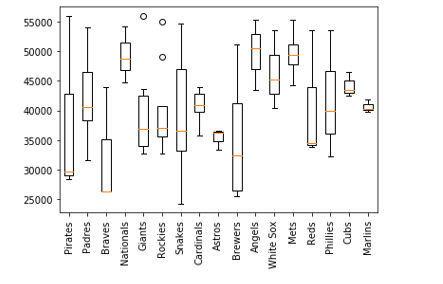 55000
50000
45000
40000
35000
30000
25000
Pirates
Padres
Braves
Nationals
Giants
Rockies
Snakes
Cardinals
Astros
Brewers
Angels
White Sox
Mets
Reds
Phillies
Cubs
Marlins